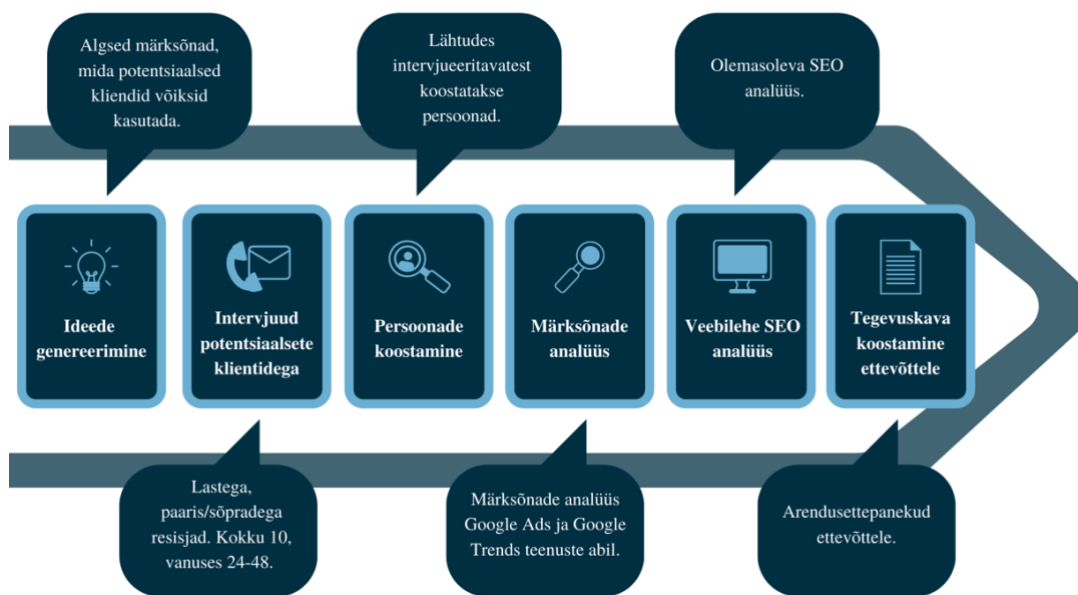 Algsed märksõnad,
mida potentsiaalsed
kliendid võiksid
kasutada.
Lähtudes
intervjueeritavatest
koostatakse
persoonad.
Olemasoleva SEO
analüüs.
Ideede
genereerimine
Intervjuud
potentsiaalsete
klientidega
Persoonade
koostamine
Märksõnade
analüüs
Veebilehe SEO
analüüs
Tegevuskava
koostamine
ettevõttele
Lastega,
paaris/sõpradega
resisjad. Kokku 10,
vanuses 24-48.
Märksõnade analüüs
Google Ads ja Google
Trends teenuste abil.
Arendusettepanekud
ettevõttele.